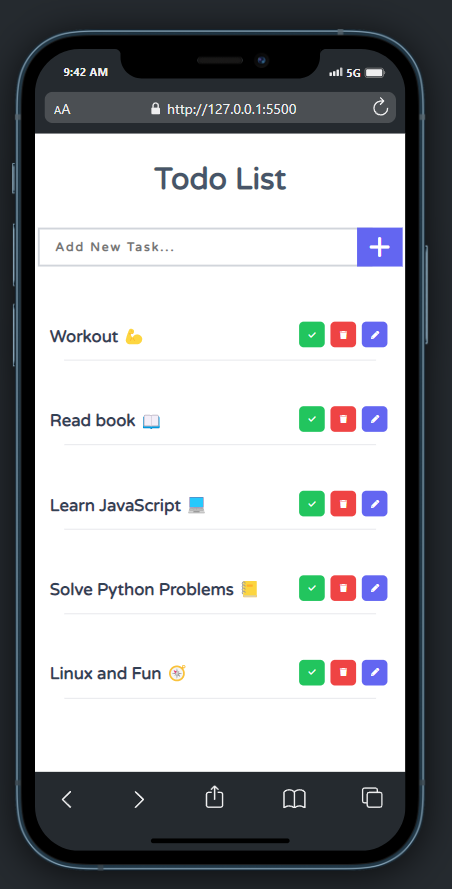 9:42 AM 5G
AA http://127.0.0.1:5500
Todo List
Add New Task...
Workout 💪
Read book 📖
Learn JavaScript 💻
Solve Python Problems 📒
Linux and Fun 🧭